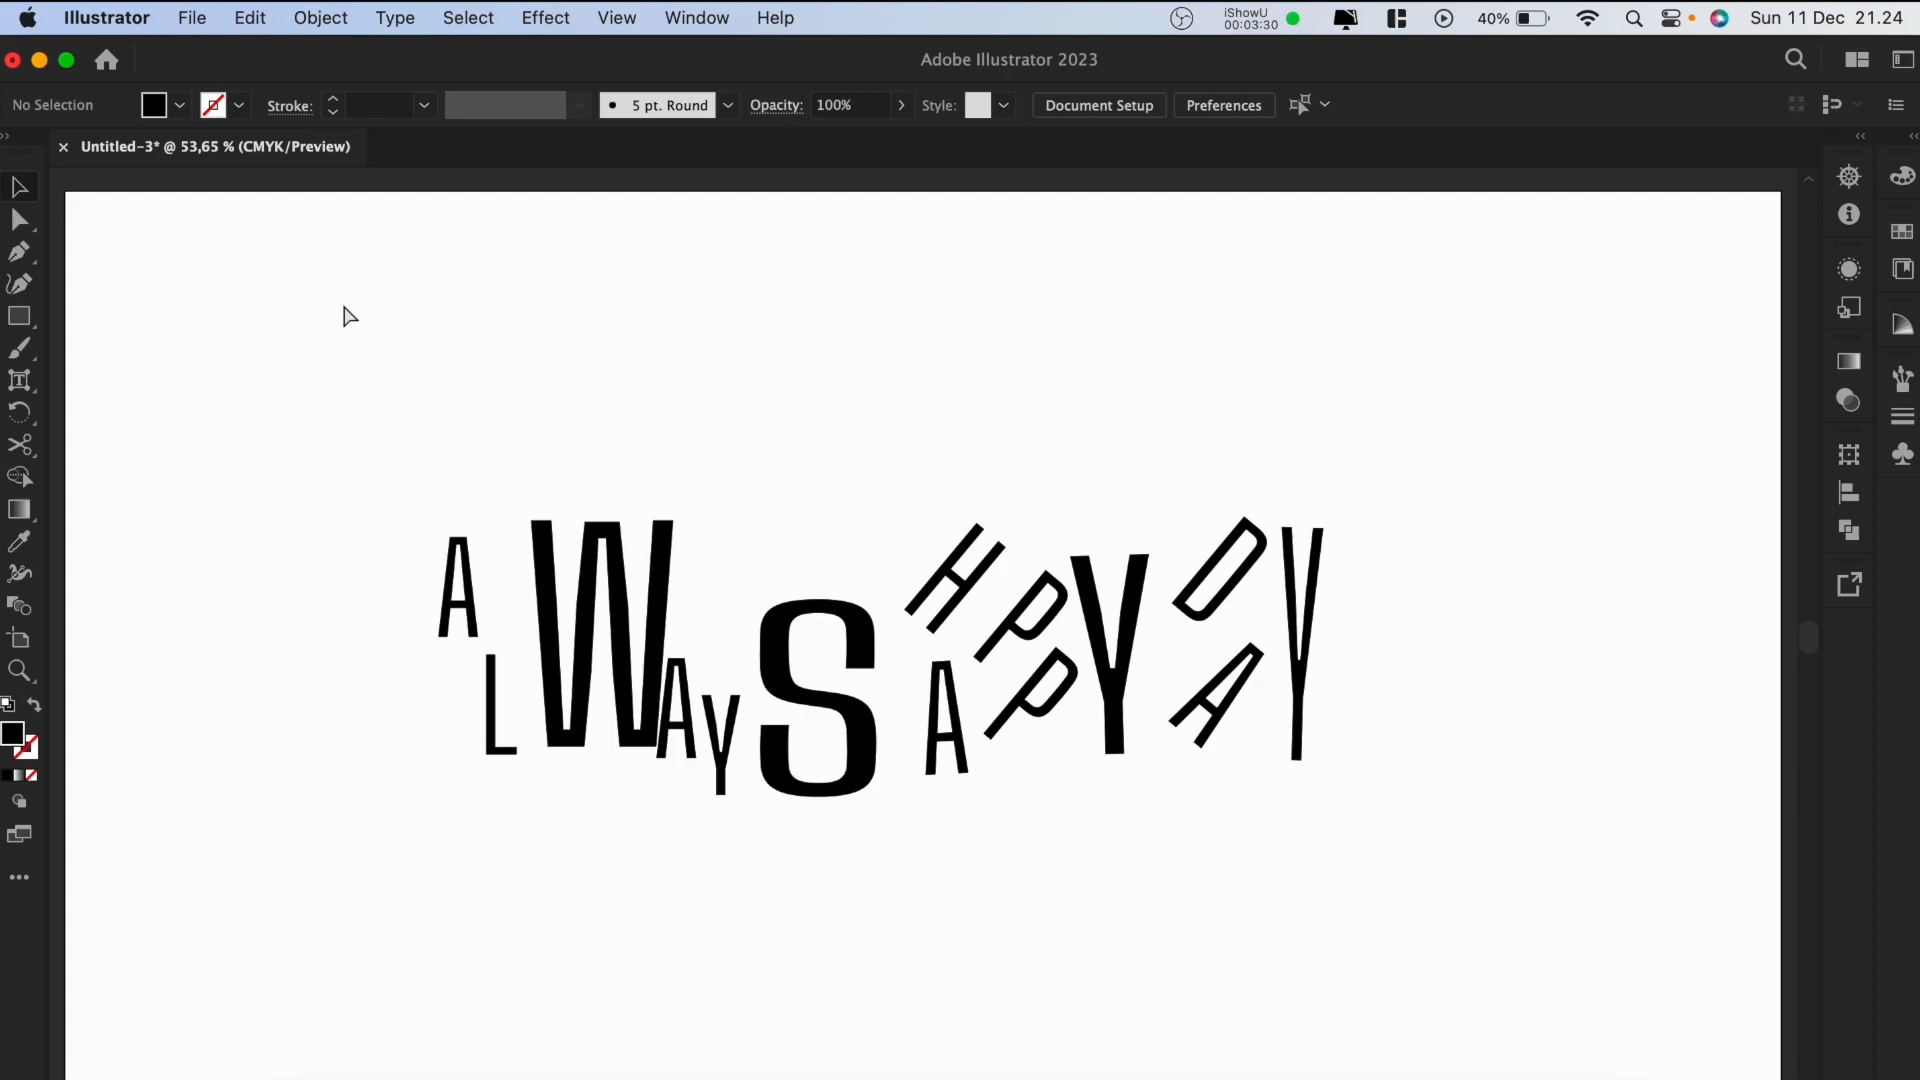 Illustrator File Edit Object Type Select Effect View Window Help iShowU 00:03:30 40% Sun 11 Dec 21.24
Adobe Illustrator 2023
No Selection Stroke: 5 pt. Round Opacity: 100% Style: Document Setup Preferences
× Untitled-3* @ 53,65 % (CMYK/Preview)
ALWAYS HAPPY DAY